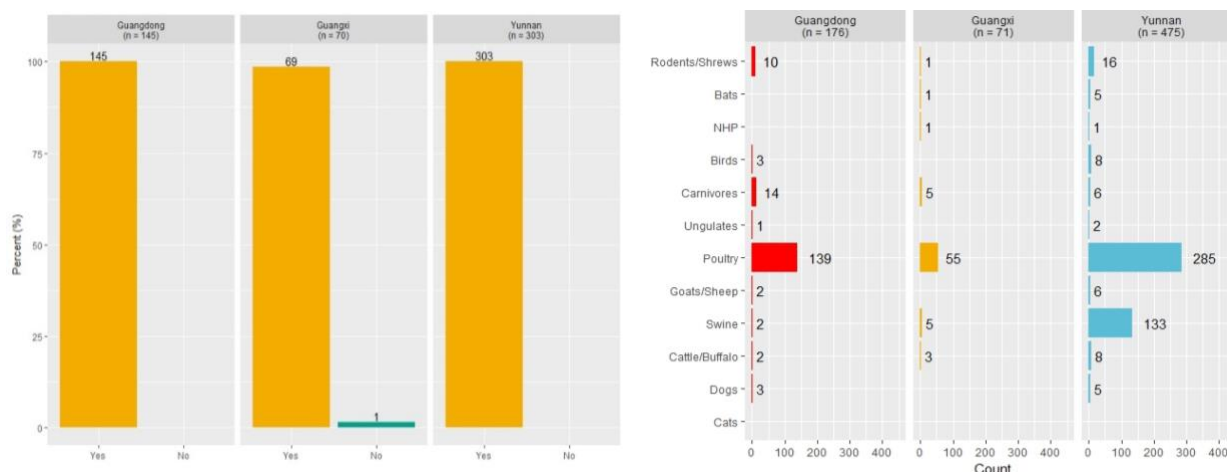 Guangdong
(n = 145)
Guangxi
(n = 70)
Yunnan
(n = 303)
145
69
1
303
100
75
50
25
0
Percent (%)
Yes
No
Yes
No
Yes
No
Guangdong
(n = 176)
Guangxi
(n = 71)
Yunnan
(n = 475)
Rodents/Shrews
10
1
16
Bats
1
5
NHP
1
1
Birds
3
8
Carnivores
14
5
6
Ungulates
1
2
Poultry
139
55
285
Goats/Sheep
2
6
Swine
2
5
133
Cattle/Buffalo
2
3
8
Dogs
3
5
Cats
0 100 200 300 400
0 100 200 300 400
0 100 200 300 400
Count